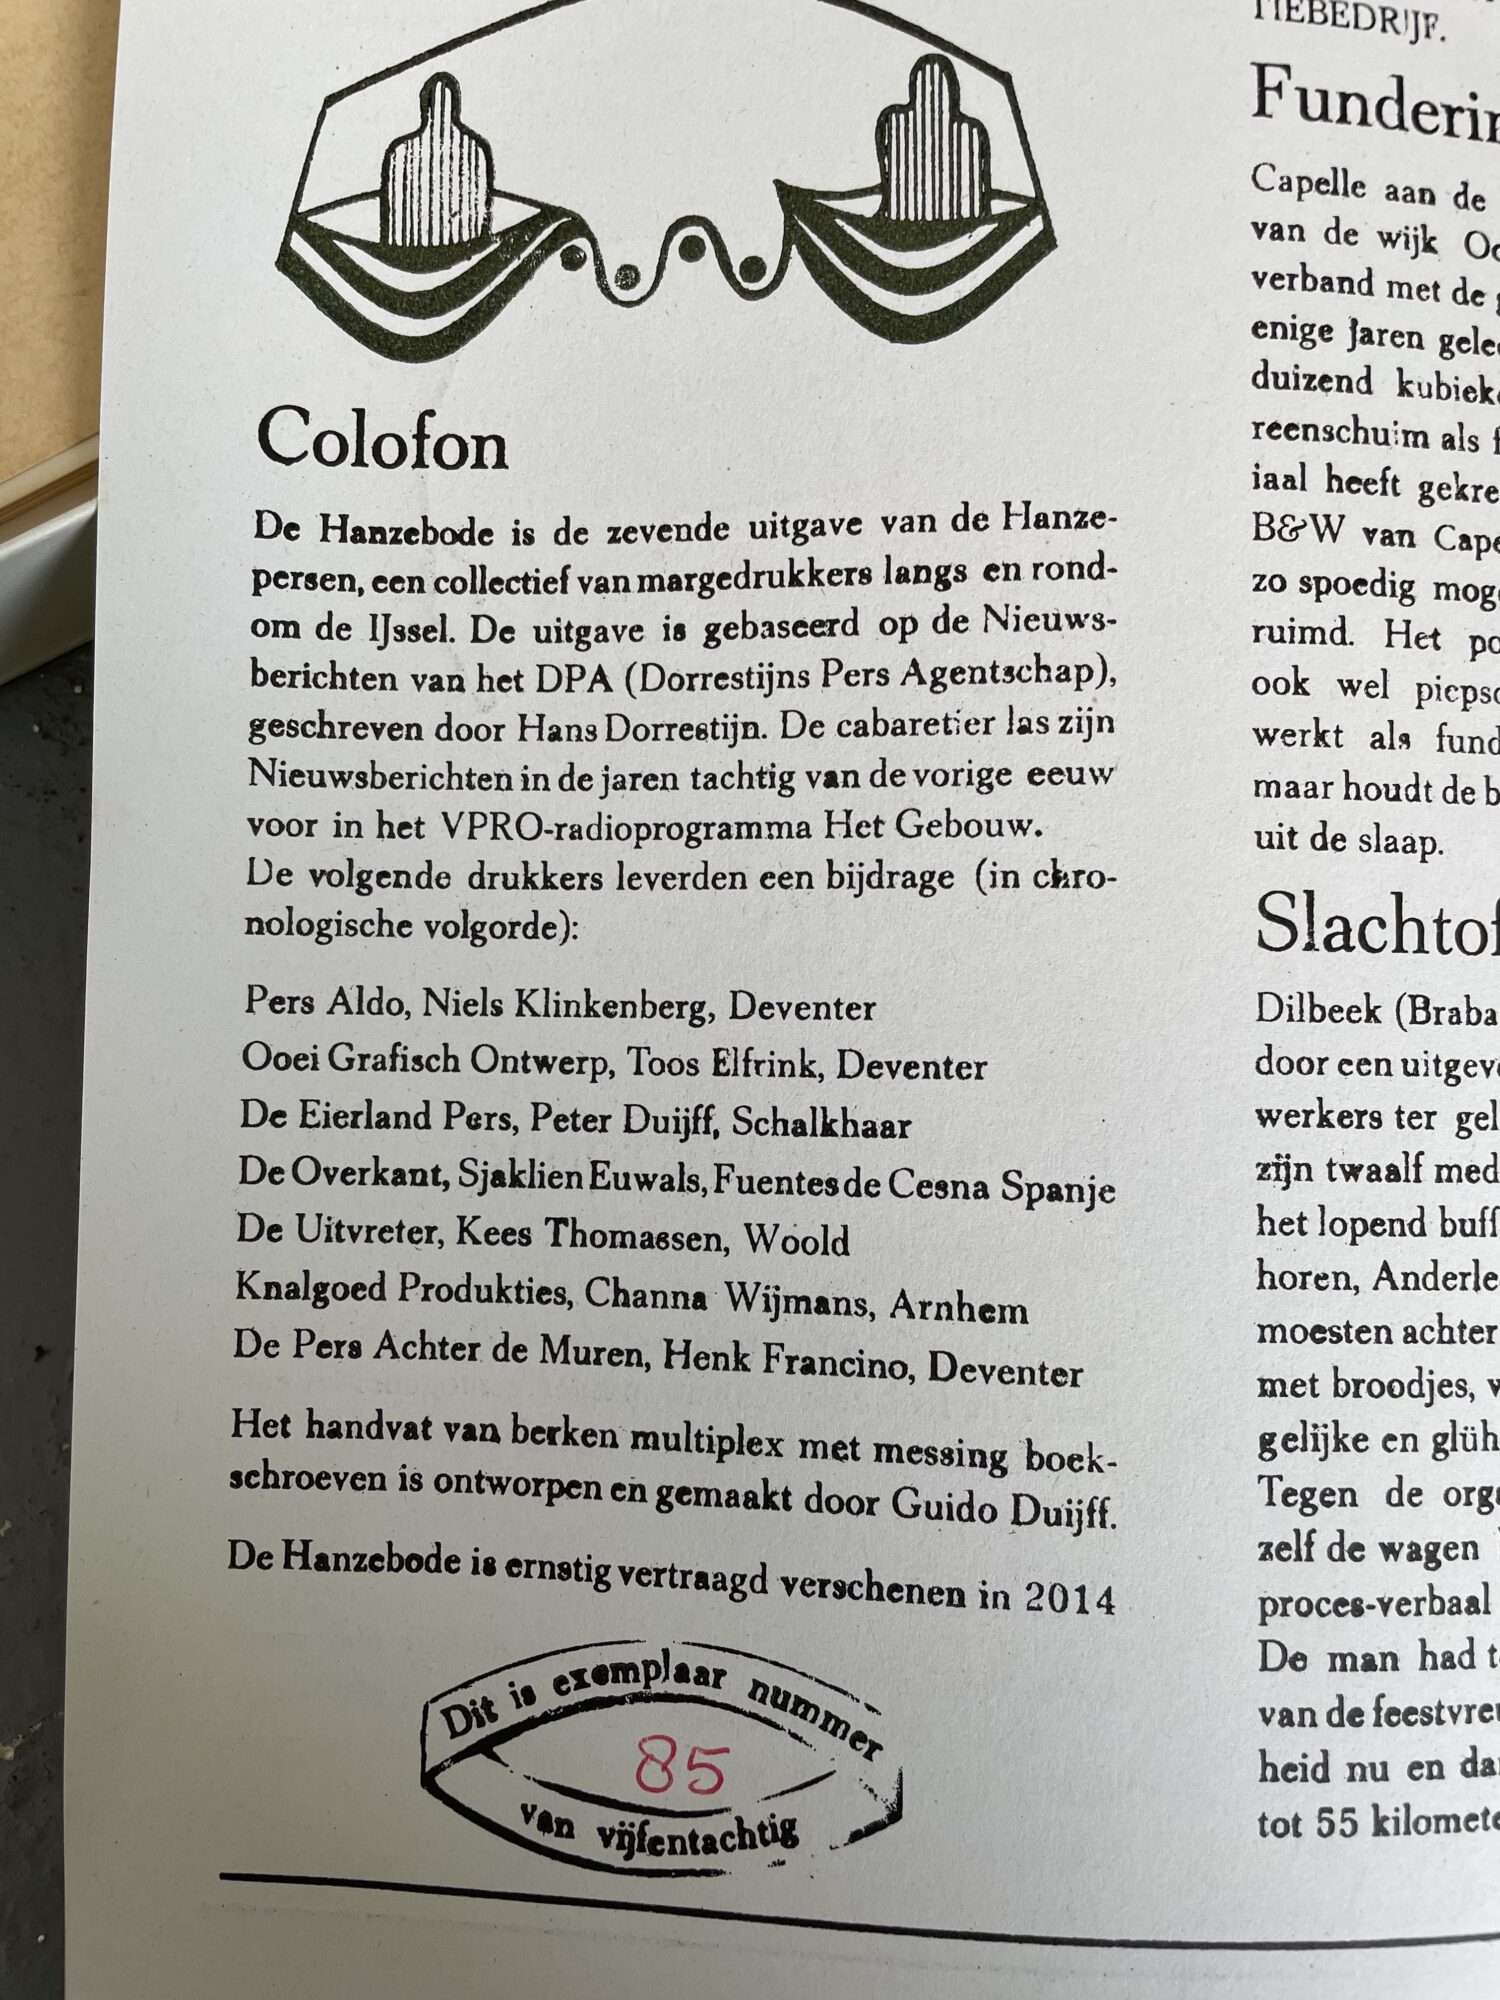 Colofon
De Hanzebode is de zevende uitgave van de Hanze-
persen, een collectief van margedrukkers langs en rond-
om de IJssel. De uitgave is gebaseerd op de Nieuws-
berichten van het DPA (Dorrestijns Pers Agentschap),
geschreven door Hans Dorrestijn. De cabaretier las zijn
Nieuwsberichten in de jaren tachtig van de vorige eeuw
voor in het VPRO-radioprogramma Het Gebouw.
De volgende drukkers leverden een bijdrage (in chro-
nologische volgorde):
Pers Aldo, Niels Klinkenberg, Deventer
Ooei Grafisch Ontwerp, Toos Elfrink, Deventer
De Eierland Pers, Peter Duijff, Schalkhaar
De Overkant, Sjaklien Euwals, Fuentes de Cesna Spanje
De Uitvreter, Kees Thomassen, Woold
Knalgoed Produkties, Channa Wijmans, Arnhem
De Pers Achter de Muren, Henk Francino, Deventer
Het handvat van berken multiplex met messing boek-
schroeven is ontworpen en gemaakt door Guido Duijff.
De Hanzebode is ernstig vertraagd verschenen in 2014
Dit is exemplaar nummer
85
van vijfentachtig
TIEBEDRIJF.
Funderin
Capelle aan de
van de wijk Oo
verband met de g
enige Jaren gele
duizend kubieke
reenschuim als f
iaal heeft gekre
B&W van Cape
zo spoedig mog
ruimd. Het po
ook wel piepsc
werkt als fund
maar houdt de b
uit de slaap.
Slachtof
Dilbeek (Braba
door een uitgev
werkers ter gel
zijn twaalf med
het lopend buff
horen, Anderle
moesten achter
met broodjes, v
gelijke en glüh
Tegen de org
zelf de wagen
proces-verbaal
De man had t
van de feestvre
heid nu en da
tot 55 kilomete